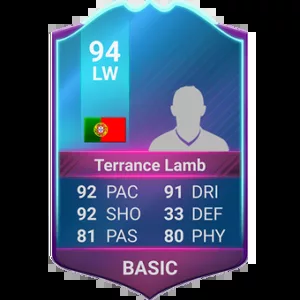 94
LW
Terrance Lamb
92 PAC 91 DRI
92 SHO 33 DEF
81 PAS 80 PHY
BASIC